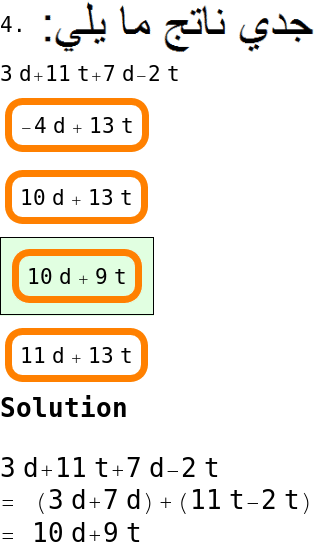 4. جدي ناتج ما يلي:
3 d+11 t+7 d−2 t
−4 d + 13 t
10 d + 13 t
10 d + 9 t
11 d + 13 t
Solution
3 d+11 t+7 d−2 t
= (3 d+7 d)+(11 t−2 t)
= 10 d+9 t